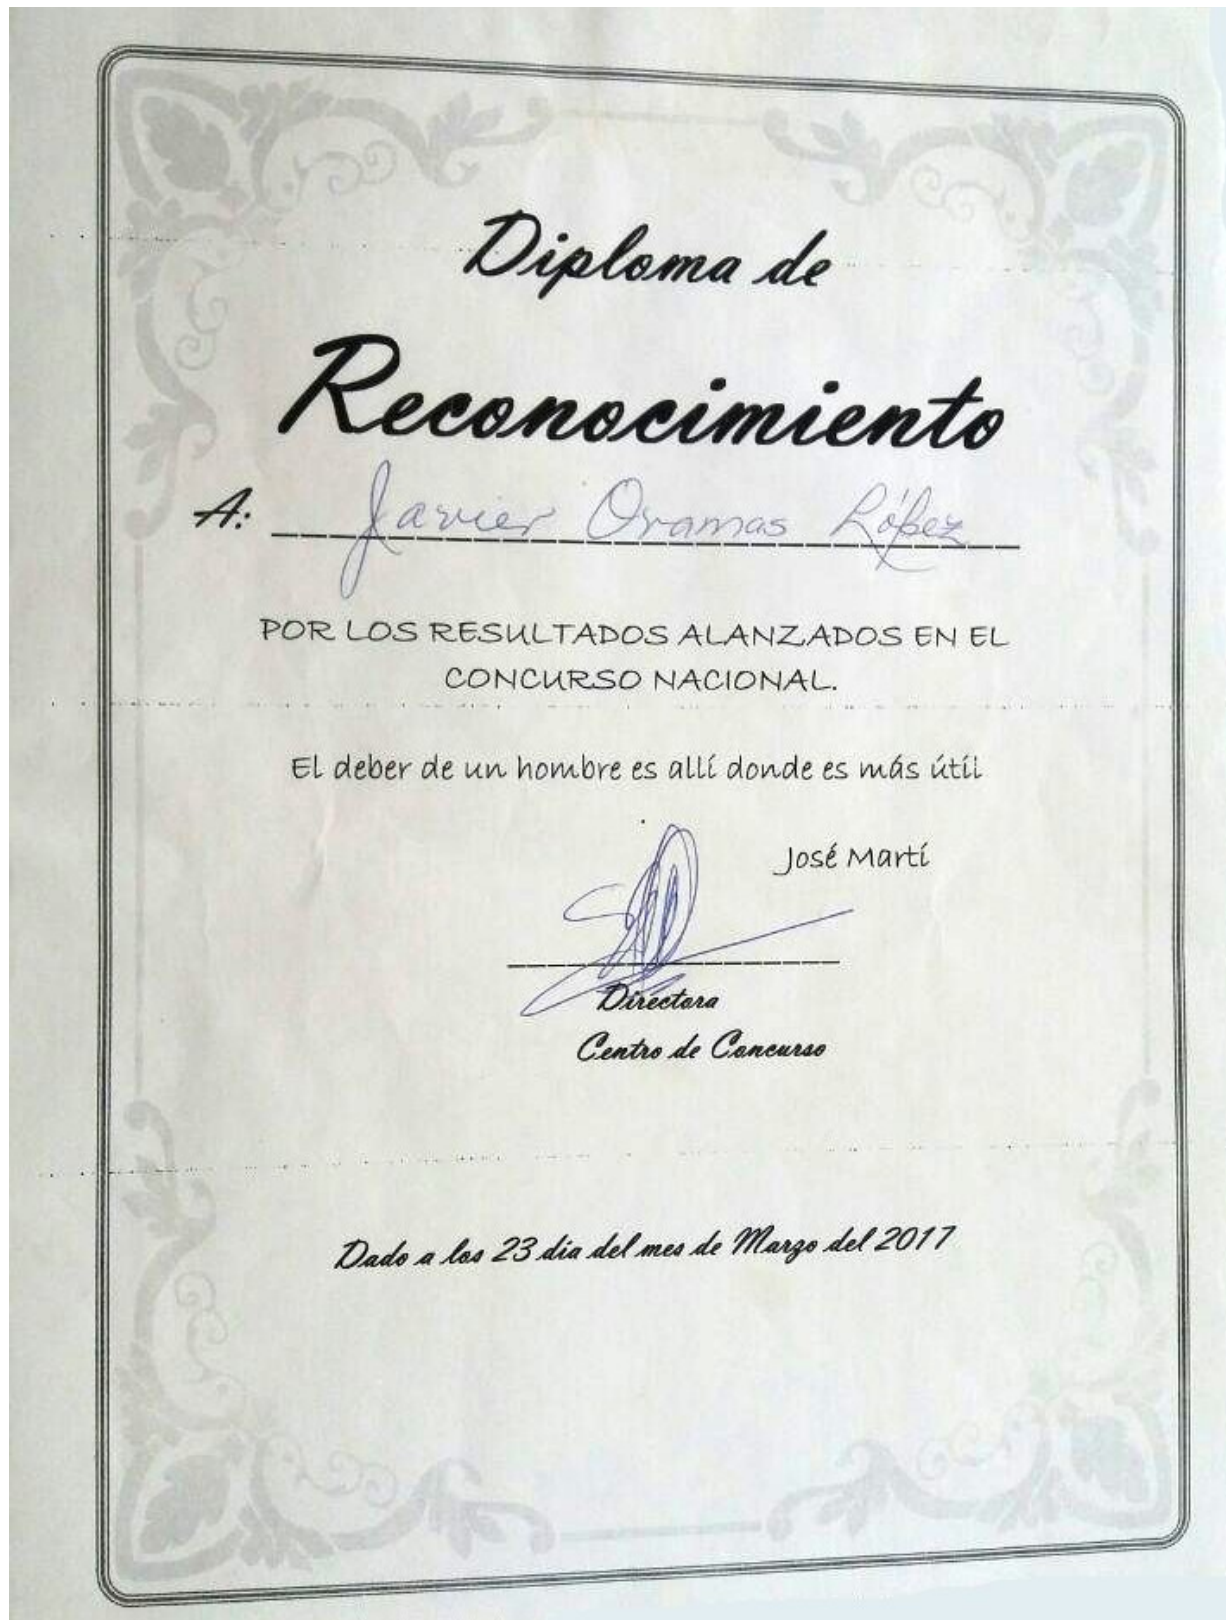 Diploma de
Reconocimiento
A: Javier Oramas López
POR LOS RESULTADOS ALANZADOS EN EL
CONCURSO NACIONAL.
El deber de un hombre es allí donde es más útil
José Martí
Directora
Centro de Concurso
Dado a los 23 dia del mes de Marzo del 2017